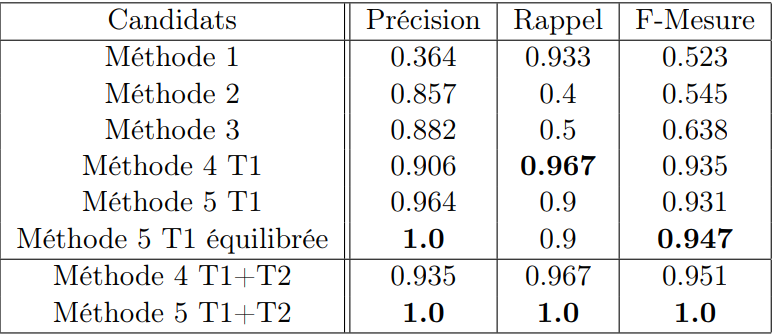 Candidats Précision Rappel F-Mesure
Méthode 1 0.364 0.933 0.523
Méthode 2 0.857 0.4 0.545
Méthode 3 0.882 0.5 0.638
Méthode 4 T1 0.906 0.967 0.935
Méthode 5 T1 0.964 0.9 0.931
Méthode 5 T1 équilibrée 1.0 0.9 0.947
Méthode 4 T1+T2 0.935 0.967 0.951
Méthode 5 T1+T2 1.0 1.0 1.0